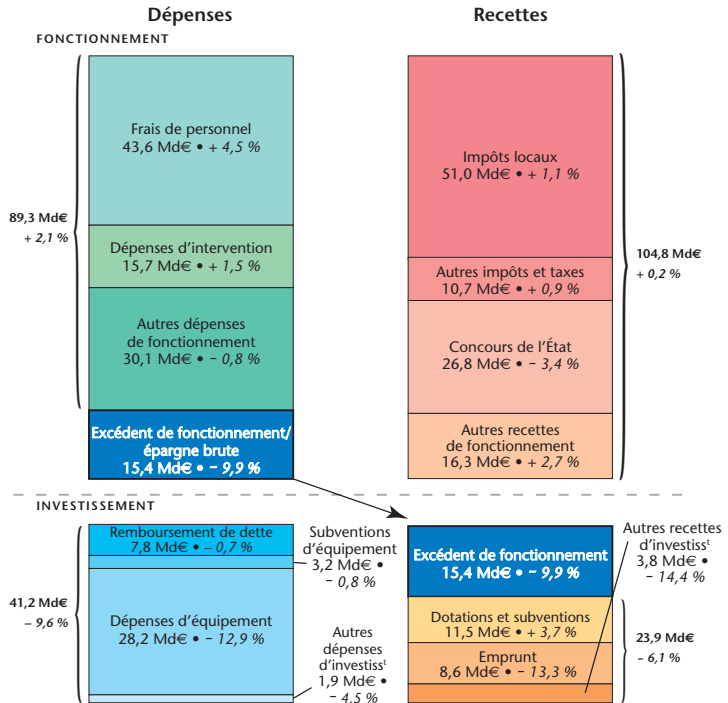 Dépenses
Recettes
FONCTIONNEMENT
Frais de personnel
43,6 Md€ • + 4,5 %
89,3 Md€
+ 2,1 %
Dépenses d'intervention
15,7 Md€ • + 1,5 %
Autres dépenses
de fonctionnement
30,1 Md€ • − 0,8 %
Excédent de fonctionnement/
épargne brute
15,4 Md€ • − 9,9 %
Impôts locaux
51,0 Md€ • + 1,1 %
Autres impôts et taxes
10,7 Md€ • + 0,9 %
104,8 Md€
+ 0,2 %
Concours de l'État
26,8 Md€ • − 3,4 %
Autres recettes
de fonctionnement
16,3 Md€ • + 2,7 %
INVESTISSEMENT
Remboursement de dette
7,8 Md€ • − 0,7 %
Subventions
d'équipement
3,2 Md€ •
− 0,8 %
41,2 Md€
− 9,6 %
Dépenses d'équipement
28,2 Md€ • − 12,9 %
Autres
dépenses
d'investissᵗ
1,9 Md€ •
− 4,5 %
Excédent de fonctionnement
15,4 Md€ • − 9,9 %
Autres recettes
d'investissᵗ
3,8 Md€ •
− 14,4 %
Dotations et subventions
11,5 Md€ • + 3,7 %
Emprunt
8,6 Md€ • − 13,3 %
23,9 Md€
− 6,1 %